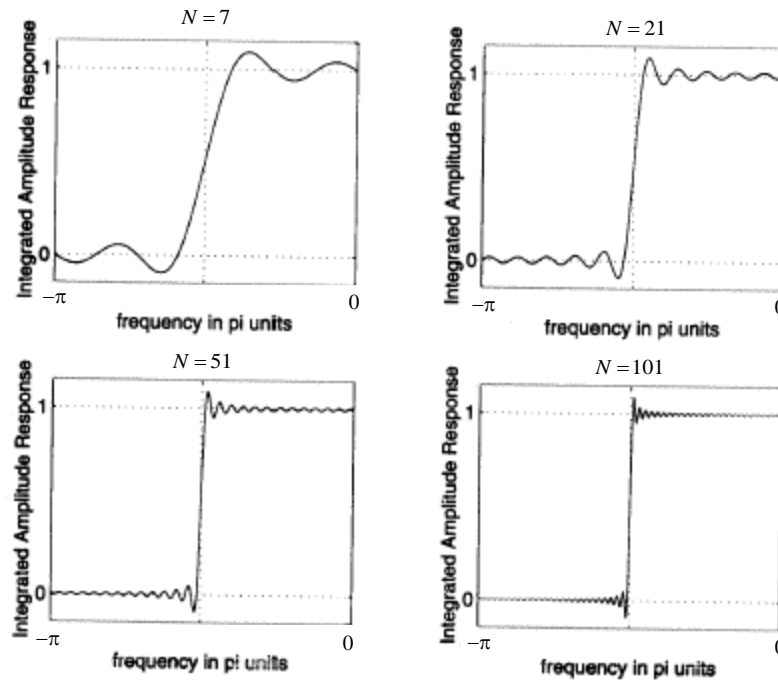 N = 7
Integrated Amplitude Response
1
0
−π
0
frequency in pi units
N = 21
Integrated Amplitude Response
1
0
−π
0
frequency in pi units
N = 51
Integrated Amplitude Response
1
0
−π
0
frequency in pi units
N = 101
Integrated Amplitude Response
1
0
−π
0
frequency in pi units